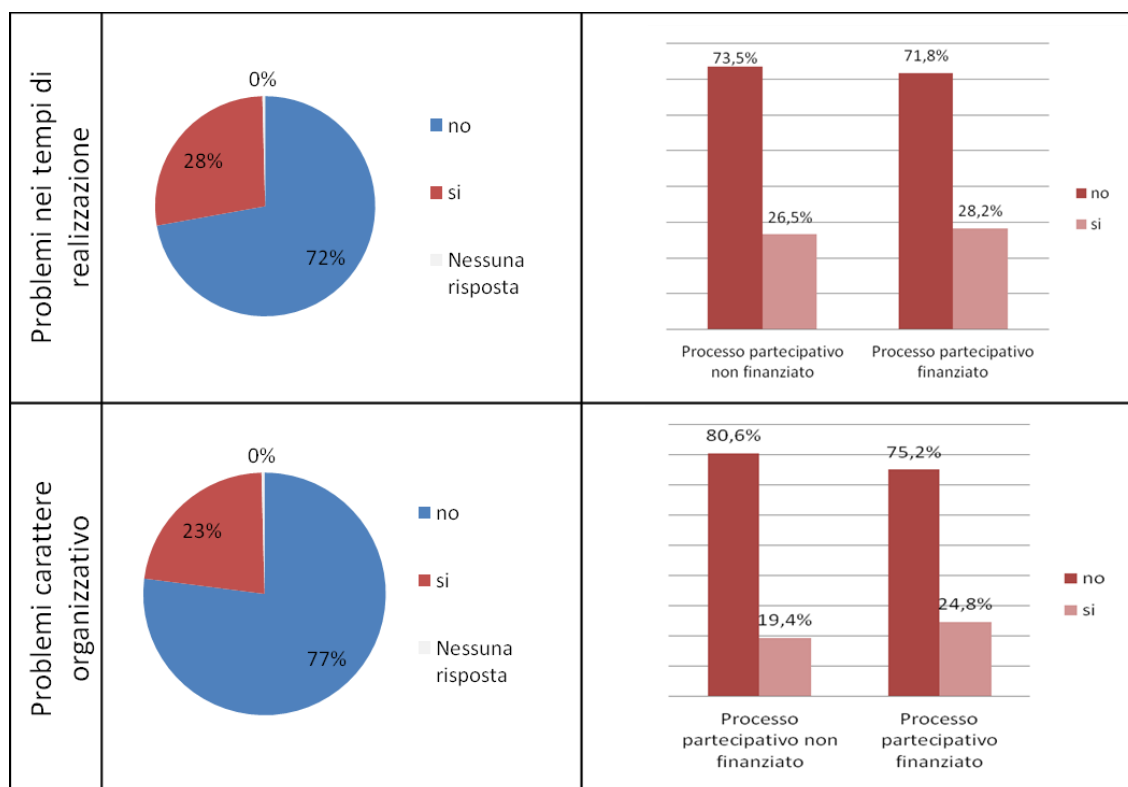 Problemi nei tempi di
realizzazione
0%
28%
72%
no
si
Nessuna
risposta
73,5%
71,8%
26,5%
28,2%
no
si
Processo partecipativo
non finanziato
Processo partecipativo
finanziato
Problemi carattere
organizzativo
0%
23%
77%
no
si
Nessuna
risposta
80,6%
75,2%
19,4%
24,8%
no
si
Processo
partecipativo non
finanziato
Processo
partecipativo
finanziato